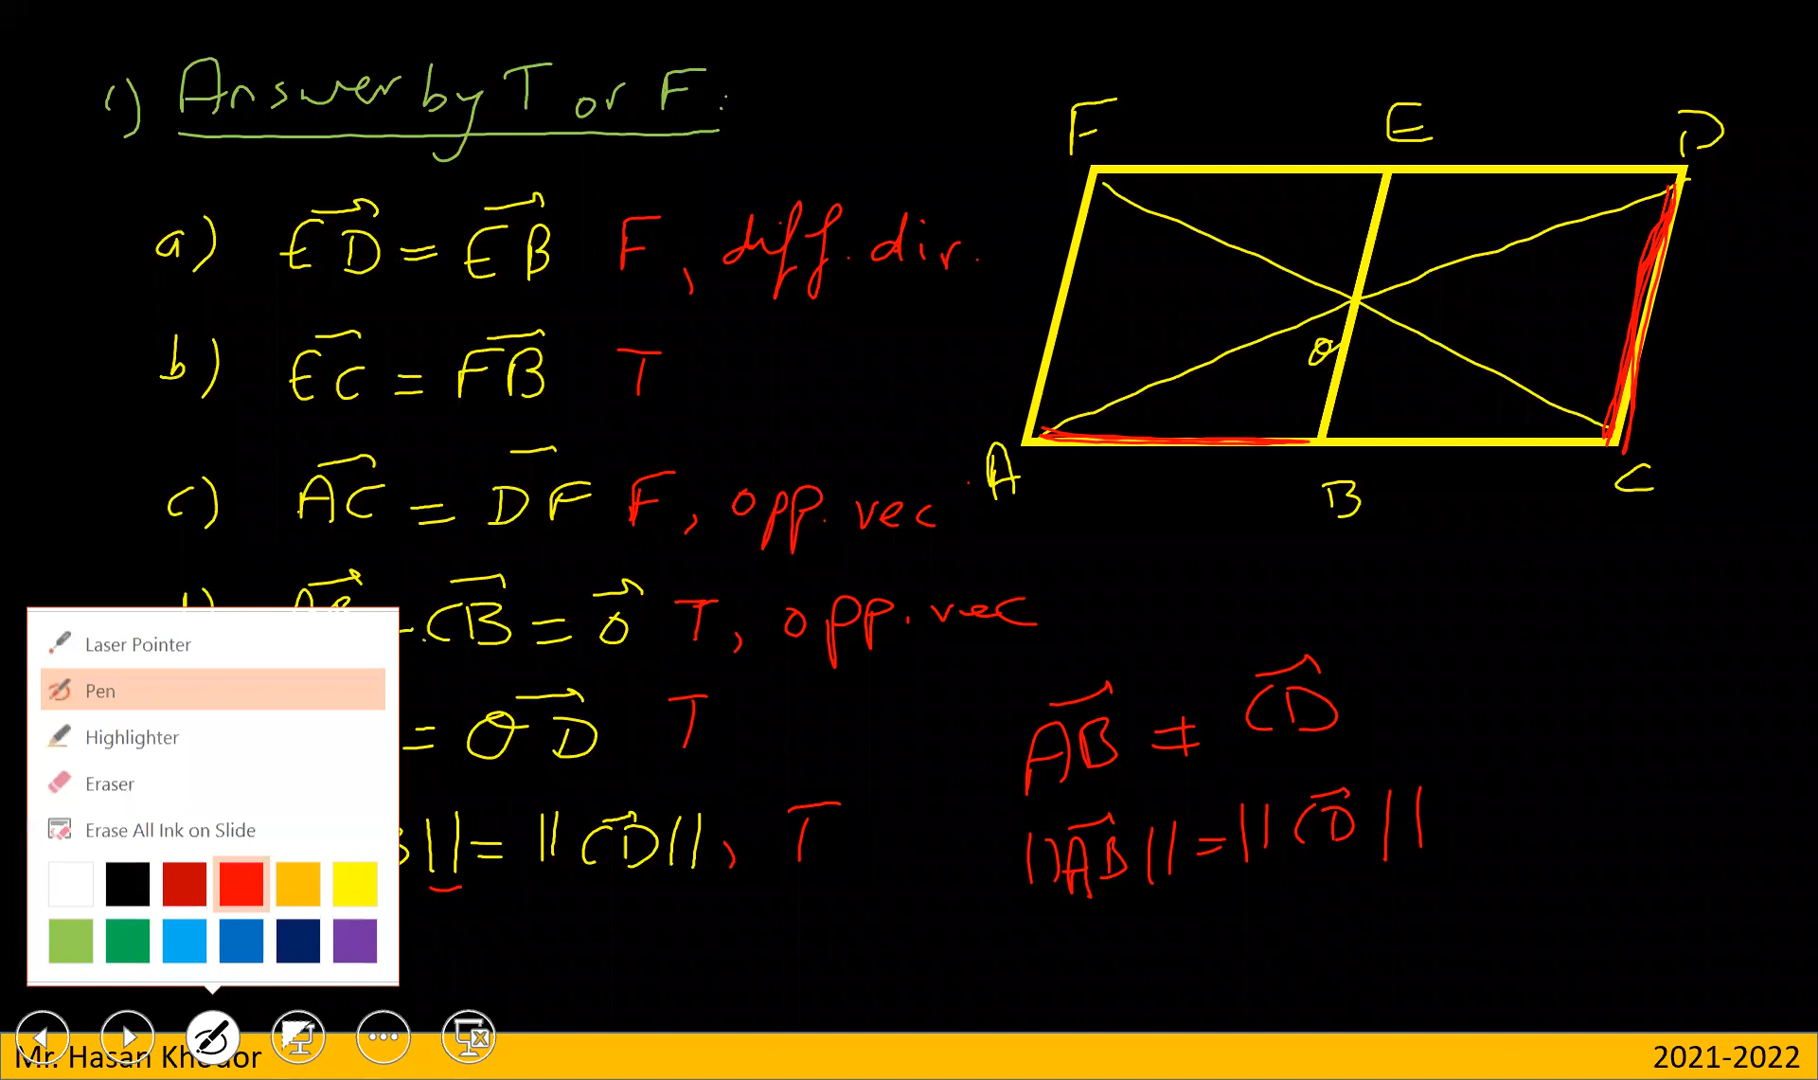 1) Answer by T or F:
F E D
a) ED = EB F, diff. dir.
b) EC = FB T
O
c) AC = DF F, opp. vec
A B C
CB = 0 T, opp. vec
Laser Pointer
Pen
= OD T
AB ≠ CD
Highlighter
Eraser
Erase All Ink on Slide
B|| = ||CD||, T
||AB|| = ||CD||
Mr. Hasan Kh
or
2021-2022